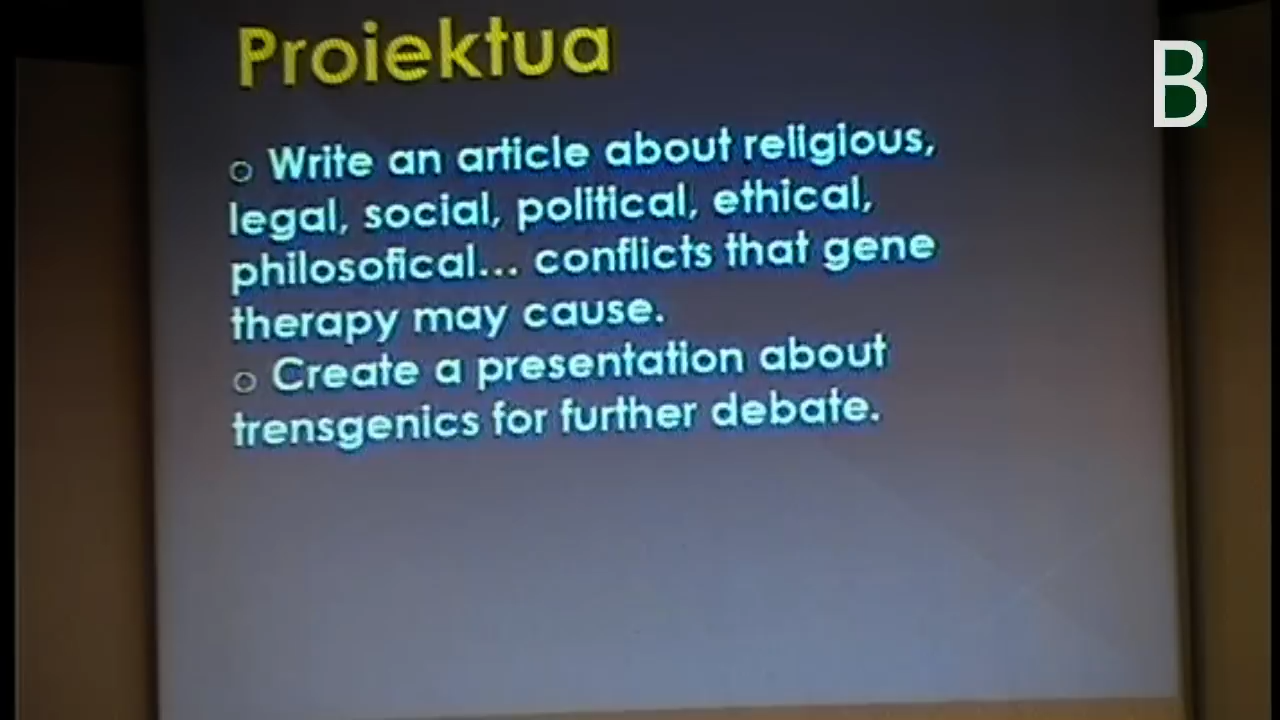 Proiektua
B
o Write an article about religious,
legal, social, political, ethical,
philosofical... conflicts that gene
therapy may cause.
o Create a presentation about
trensgenics for further debate.